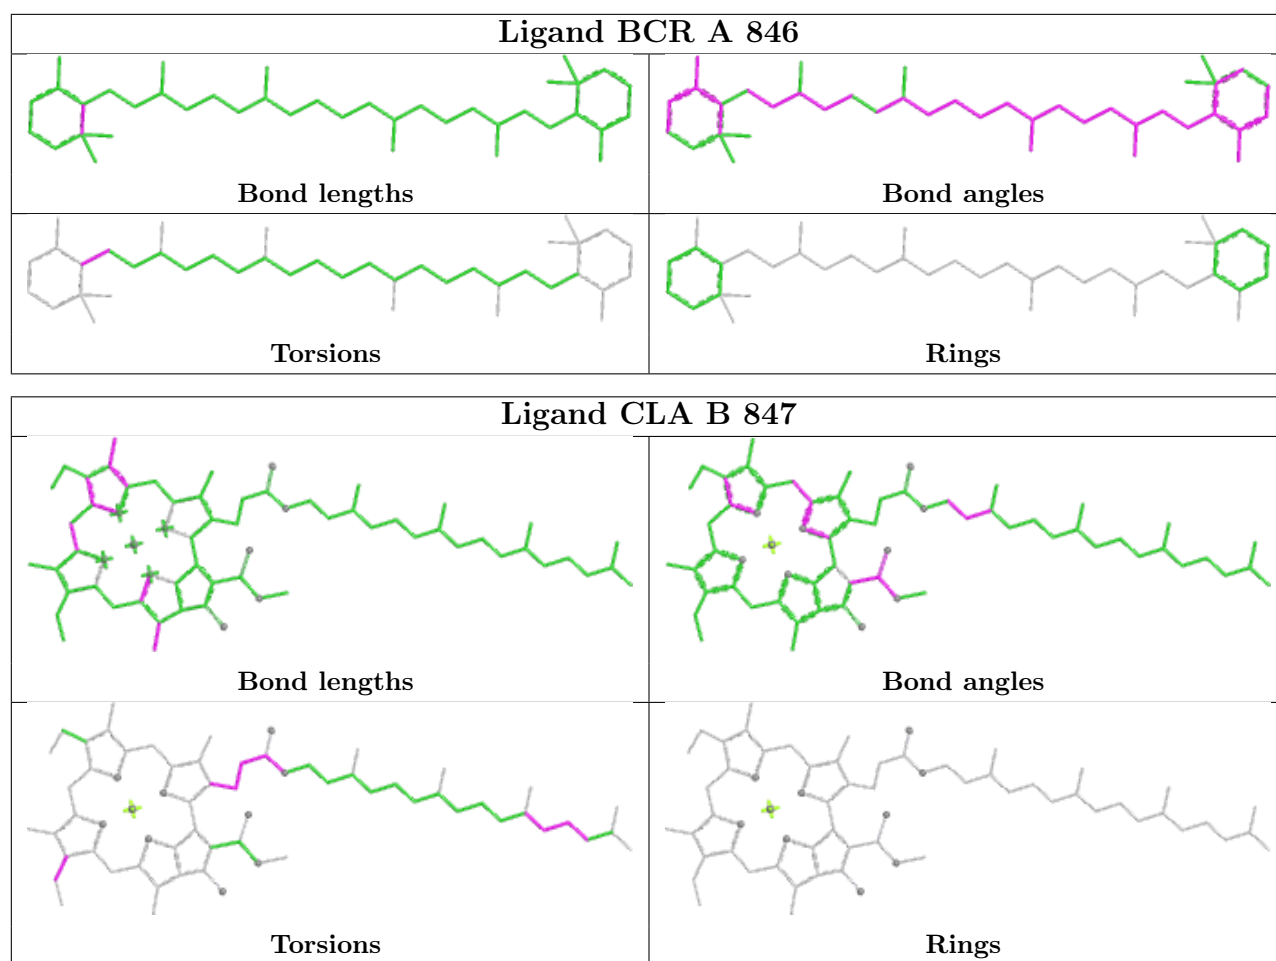 Ligand BCR A 846
Bond lengths
Bond angles
Torsions
Rings
Ligand CLA B 847
Bond lengths
Bond angles
Torsions
Rings